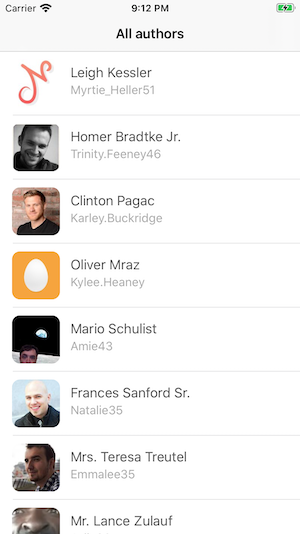 Carrier 9:12 PM
All authors
Leigh Kessler
Myrtie_Heller51
Homer Bradtke Jr.
Trinity.Feeney46
Clinton Pagac
Karley.Buckridge
Oliver Mraz
Kylee.Heaney
Mario Schulist
Amie43
Frances Sanford Sr.
Natalie35
Mrs. Teresa Treutel
Emmalee35
Mr. Lance Zulauf